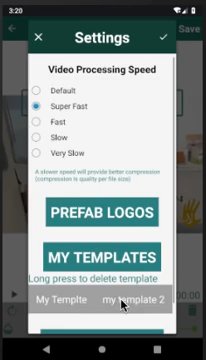 3:20
Settings
Save
Video Processing Speed
Default
Super Fast
Fast
Slow
Very Slow
A slower speed will provide better compression
(compression is quality per file size)
PREFAB LOGOS
MY TEMPLATES
Long press to delete template
My Templte my template 2
00:00